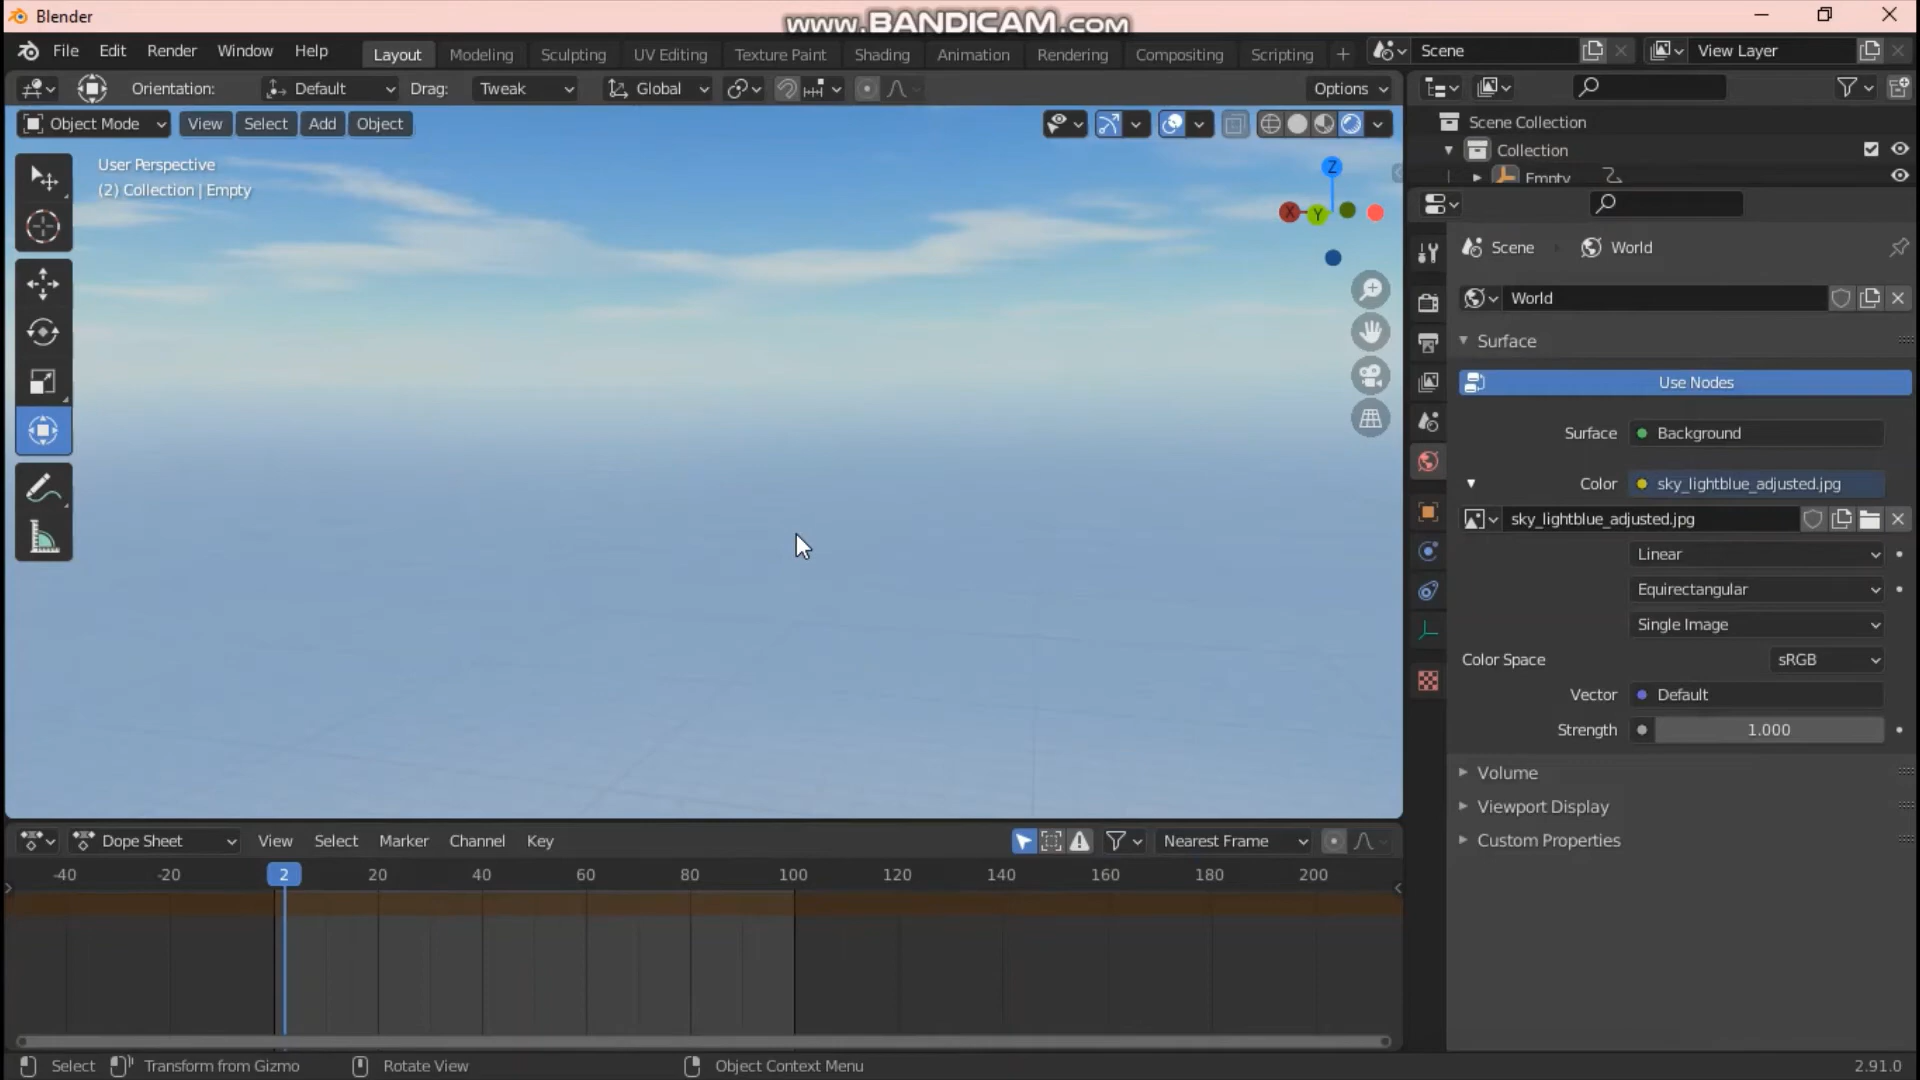 Blender
www.BANDICAM.com
File Edit Render Window Help
Layout Modeling Sculpting UV Editing Texture Paint Shading Animation Rendering Compositing Scripting +
Scene
View Layer
Orientation: Default Drag: Tweak Global
Options
Object Mode View Select Add Object
User Perspective
(2) Collection | Empty
Z
X Y
Scene Collection
Collection
Empty
Scene World
World
Surface
Use Nodes
Surface Background
Color sky_lightblue_adjusted.jpg
sky_lightblue_adjusted.jpg
Linear
Equirectangular
Single Image
Color Space sRGB
Vector Default
Strength 1.000
Volume
Viewport Display
Custom Properties
Dope Sheet View Select Marker Channel Key
Nearest Frame
-40 -20 2 20 40 60 80 100 120 140 160 180 200
Select Transform from Gizmo Rotate View Object Context Menu
2.91.0